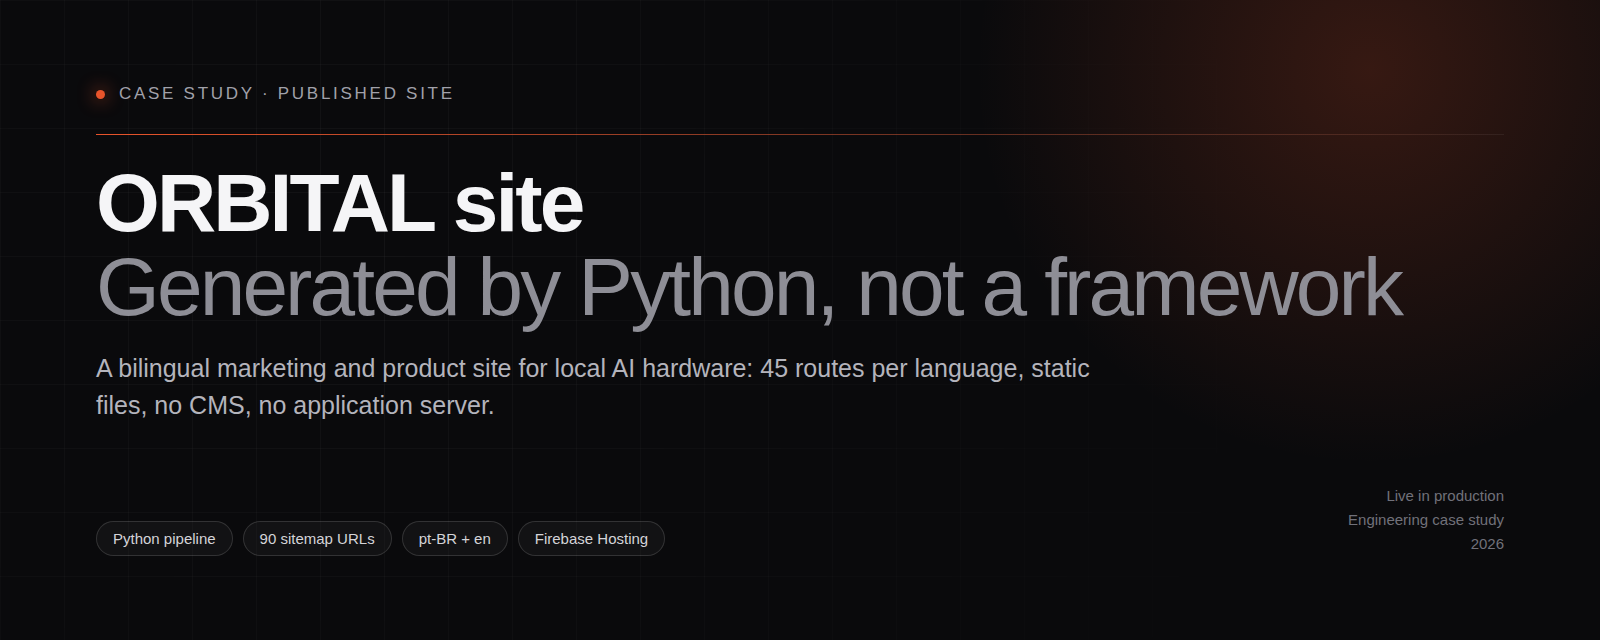 CASE STUDY · PUBLISHED SITE
ORBITAL site
Generated by Python, not a framework
A bilingual marketing and product site for local AI hardware: 45 routes per language, static
files, no CMS, no application server.
Python pipeline
90 sitemap URLs
pt-BR + en
Firebase Hosting
Live in production
Engineering case study
2026